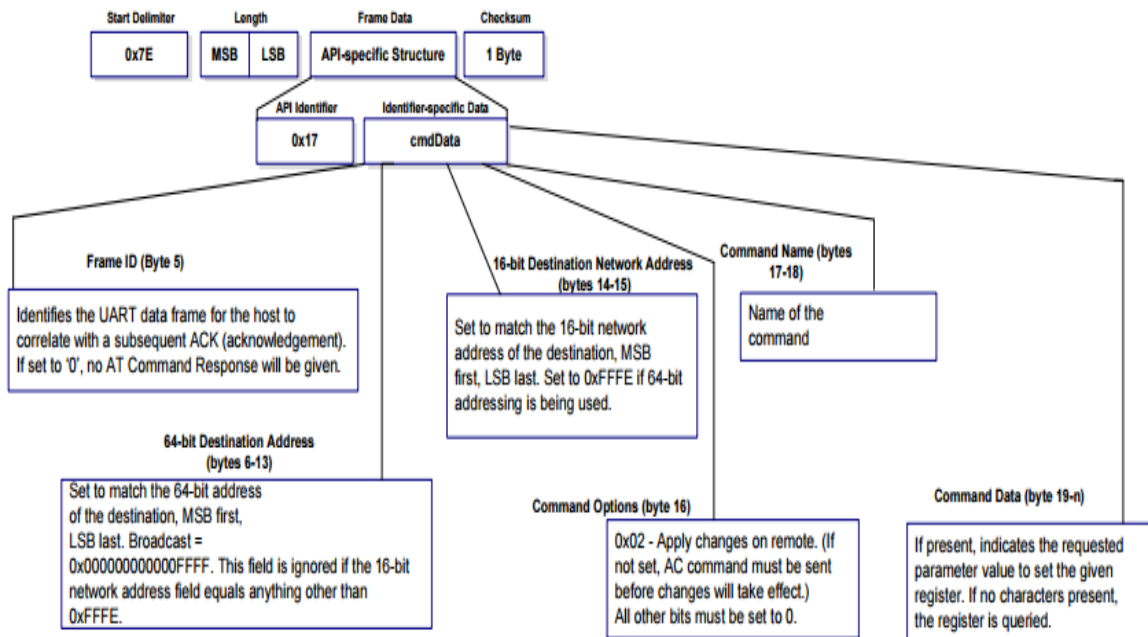 Start Delimiter
Length
Frame Data
Checksum
0x7E
MSB
LSB
API-specific Structure
1 Byte
API Identifier
Identifier-specific Data
0x17
cmdData
Frame ID (Byte 5)
Identifies the UART data frame for the host to
correlate with a subsequent ACK (acknowledgement).
If set to ‘0’, no AT Command Response will be given.
64-bit Destination Address
(bytes 6-13)
Set to match the 64-bit address
of the destination, MSB first,
LSB last. Broadcast =
0x000000000000FFFF. This field is ignored if the 16-bit
network address field equals anything other than
0xFFFE.
16-bit Destination Network Address
(bytes 14-15)
Set to match the 16-bit network
address of the destination, MSB
first, LSB last. Set to 0xFFFE if 64-bit
addressing is being used.
Command Options (byte 16)
0x02 - Apply changes on remote. (If
not set, AC command must be sent
before changes will take effect.)
All other bits must be set to 0.
Command Name (bytes
17-18)
Name of the
command
Command Data (byte 19-n)
If present, indicates the requested
parameter value to set the given
register. If no characters present,
the register is queried.